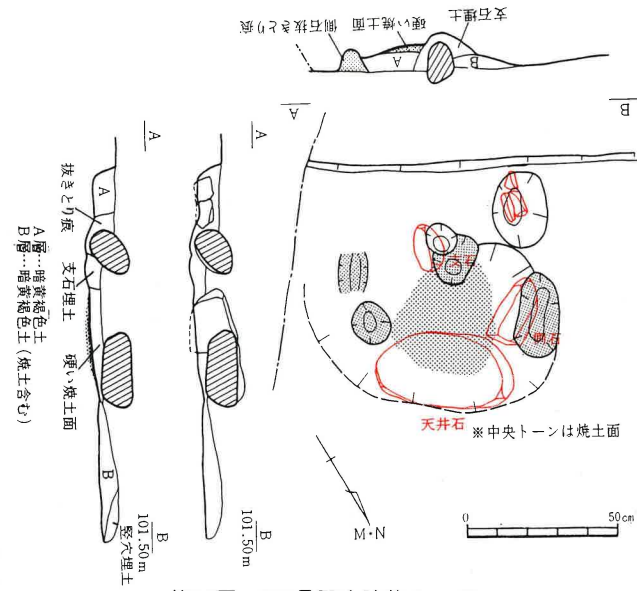 側石抜きとり痕
硬い焼土面
支石埋土
A
B
A
B
A
A
A
抜きとり痕
支石埋土
硬い焼土面
B
A層…暗黄褐色土
B層…暗黄褐色土(焼土含む)
B
101.50m
竪穴埋土
B
101.50m
支石
側石
天井石
※中央トーンは焼土面
M・N
0
50cm